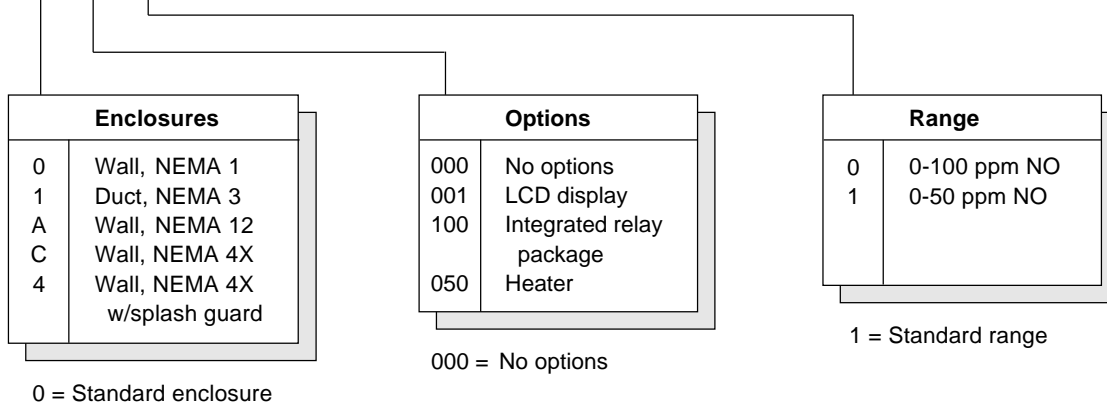 Enclosures
0 Wall, NEMA 1
1 Duct, NEMA 3
A Wall, NEMA 12
C Wall, NEMA 4X
4 Wall, NEMA 4X
w/splash guard
0 = Standard enclosure
Options
000 No options
001 LCD display
100 Integrated relay
package
050 Heater
000 = No options
Range
0 0-100 ppm NO
1 0-50 ppm NO
1 = Standard range